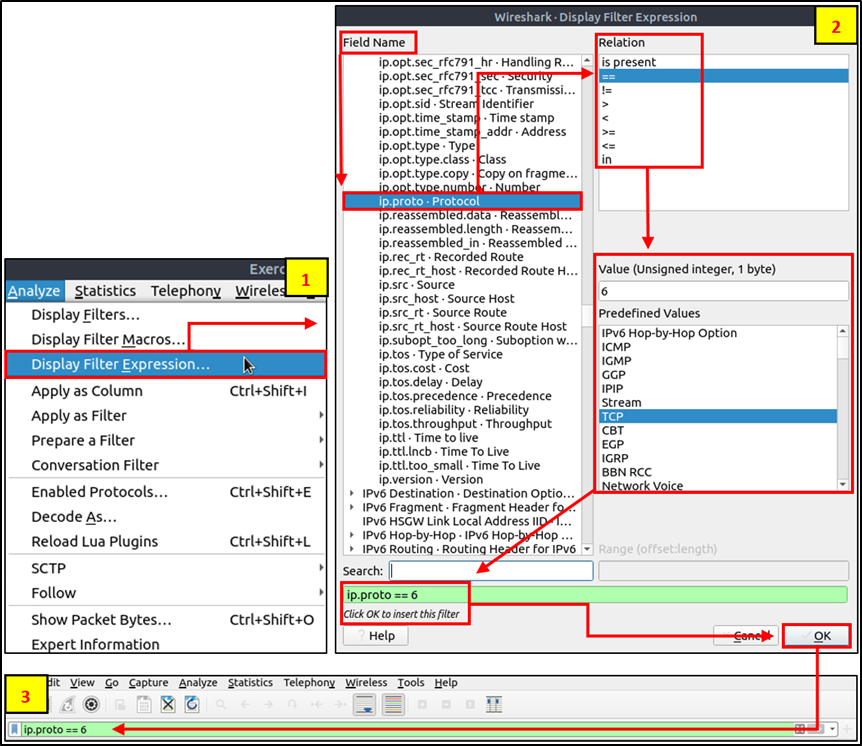 1
Exerc
Analyze Statistics Telephony Wireles
Display Filters...
Display Filter Macros...
Display Filter Expression...
Apply as Column Ctrl+Shift+I
Apply as Filter
Prepare a Filter
Conversation Filter
Enabled Protocols... Ctrl+Shift+E
Decode As...
Reload Lua Plugins Ctrl+Shift+L
SCTP
Follow
Show Packet Bytes... Ctrl+Shift+O
Expert Information
2
Wireshark · Display Filter Expression
Field Name
ip.opt.sec_rfc791_hr · Handling R...
ip.opt.sec_rfc791_sec · Security
ip.opt.sec_rfc791_tcc · Transmissi...
ip.opt.sid · Stream Identifier
ip.opt.time_stamp · Time stamp
ip.opt.time_stamp_addr · Address
ip.opt.type · Type
ip.opt.type.class · Class
ip.opt.type.copy · Copy on fragme...
ip.opt.type.number · Number
ip.proto · Protocol
ip.reassembled.data · Reassembl...
ip.reassembled.length · Reassem...
ip.reassembled_in · Reassembled ...
ip.rec_rt · Recorded Route
ip.rec_rt_host · Recorded Route H...
ip.src · Source
ip.src_host · Source Host
ip.src_rt · Source Route
ip.src_rt_host · Source Route Host
ip.subopt_too_long · Suboption w...
ip.tos · Type of Service
ip.tos.cost · Cost
ip.tos.delay · Delay
ip.tos.precedence · Precedence
ip.tos.reliability · Reliability
ip.tos.throughput · Throughput
ip.ttl · Time to live
ip.ttl.lncb · Time To Live
ip.ttl.too_small · Time To Live
ip.version · Version
IPv6 Destination · Destination Optio...
IPv6 Fragment · Fragment Header fo...
IPv6 HSGW Link Local Address IID · I...
IPv6 Hop-by-Hop · IPv6 Hop-by-Hop ...
IPv6 Routing · Routing Header for IPv6
Relation
is present
==
!=
>
<
>=
<=
in
Value (Unsigned integer, 1 byte)
6
Predefined Values
IPv6 Hop-by-Hop Option
ICMP
IGMP
GGP
IPIP
Stream
TCP
CBT
EGP
IGRP
BBN RCC
Network Voice
Range (offset:length)
Search:
ip.proto == 6
Click OK to insert this filter
? Help Cancel OK
3
dit View Go Capture Analyze Statistics Telephony Wireless Tools Help
ip.proto == 6